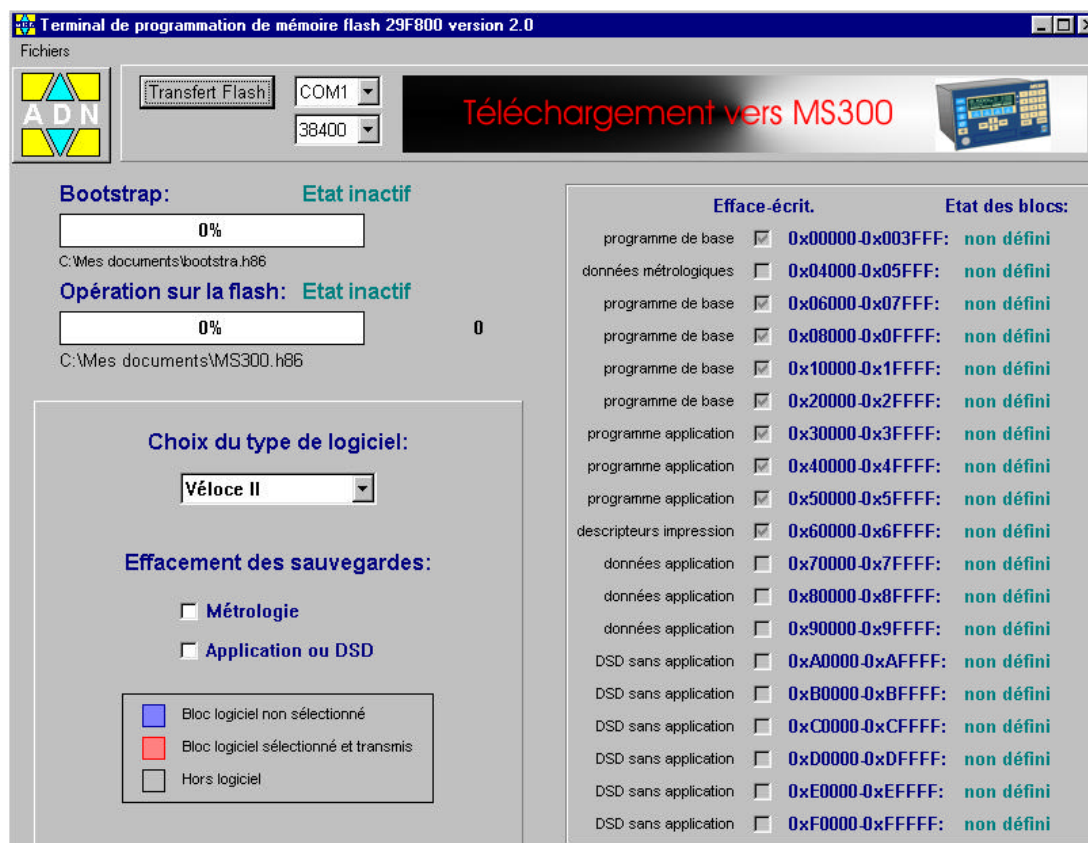 Terminal de programmation de mémoire flash 29F800 version 2.0
Fichiers
ADN
Transfert Flash
COM1
38400
Téléchargement vers MS300
Bootstrap: Etat inactif
0%
C:\Mes documents\bootstra.h86
Opération sur la flash: Etat inactif
0% 0
C:\Mes documents\MS300.h86
Choix du type de logiciel:
Véloce II
Effacement des sauvegardes:
Métrologie
Application ou DSD
Bloc logiciel non sélectionné
Bloc logiciel sélectionné et transmis
Hors logiciel
Efface-écrit. Etat des blocs:
programme de base 0x00000-0x003FFF: non défini
données métrologiques 0x04000-0x05FFF: non défini
programme de base 0x06000-0x07FFF: non défini
programme de base 0x08000-0x0FFFF: non défini
programme de base 0x10000-0x1FFFF: non défini
programme de base 0x20000-0x2FFFF: non défini
programme application 0x30000-0x3FFFF: non défini
programme application 0x40000-0x4FFFF: non défini
programme application 0x50000-0x5FFFF: non défini
descripteurs impression 0x60000-0x6FFFF: non défini
données application 0x70000-0x7FFFF: non défini
données application 0x80000-0x8FFFF: non défini
données application 0x90000-0x9FFFF: non défini
DSD sans application 0xA0000-0xAFFFF: non défini
DSD sans application 0xB0000-0xBFFFF: non défini
DSD sans application 0xC0000-0xCFFFF: non défini
DSD sans application 0xD0000-0xDFFFF: non défini
DSD sans application 0xE0000-0xEFFFF: non défini
DSD sans application 0xF0000-0xFFFFF: non défini